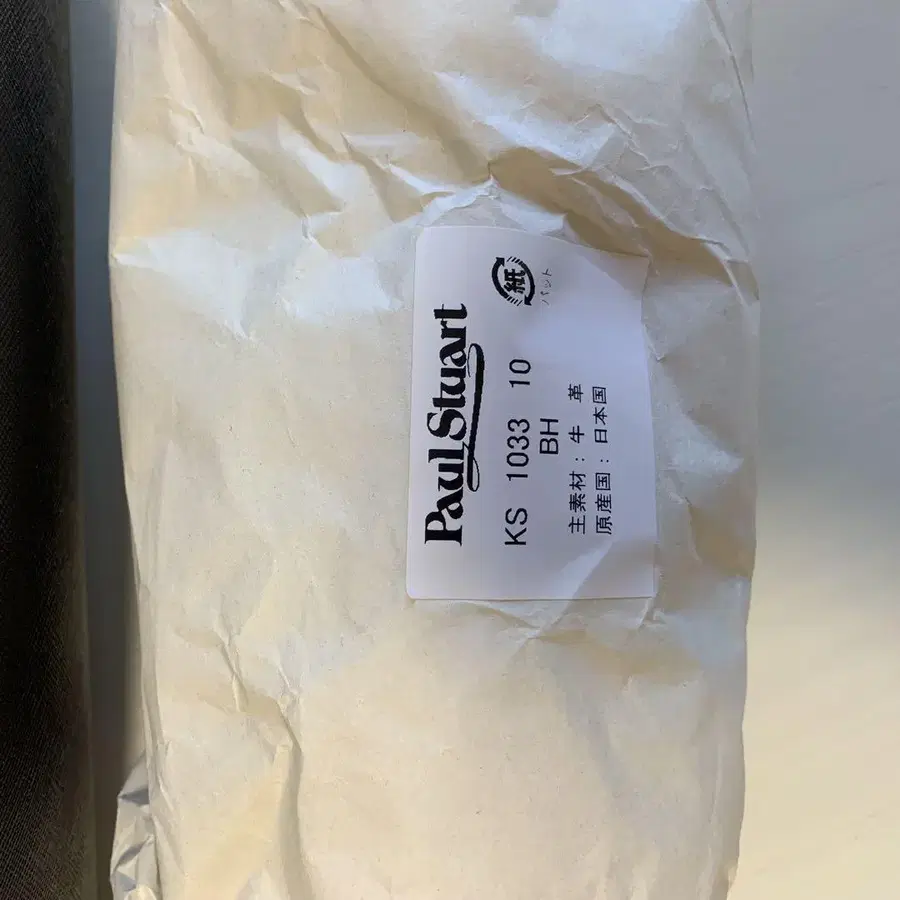 紙
パット
Paul Stuart
KS 1033 10
BH
主素材：牛 革
原産国：日本国